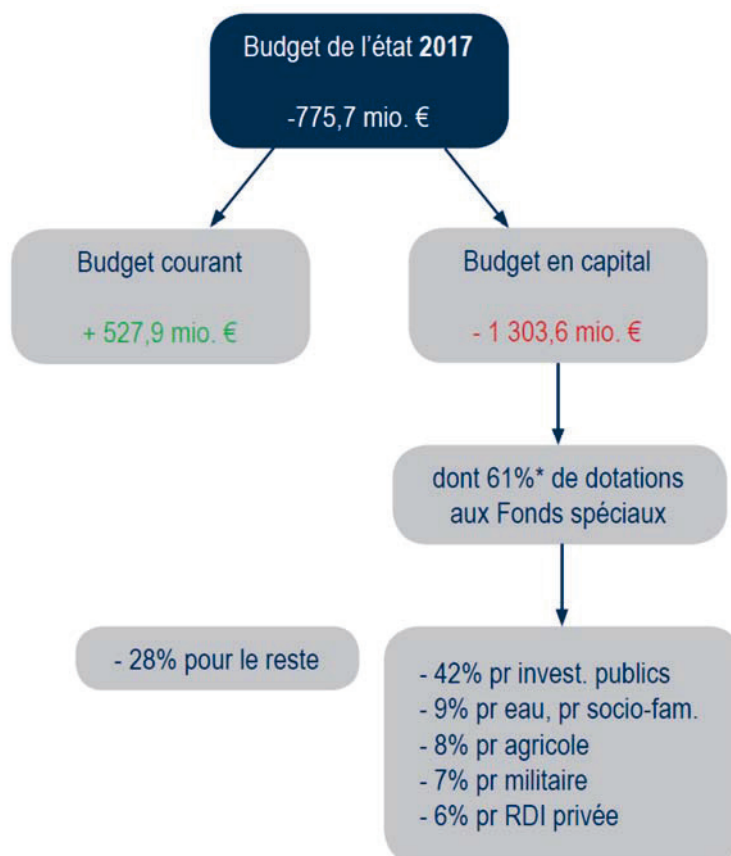 Budget de l’état 2017
-775,7 mio. €
Budget courant
+ 527,9 mio. €
Budget en capital
- 1 303,6 mio. €
dont 61%* de dotations
aux Fonds spéciaux
- 28% pour le reste
- 42% pr invest. publics
- 9% pr eau, pr socio-fam.
- 8% pr agricole
- 7% pr militaire
- 6% pr RDI privée